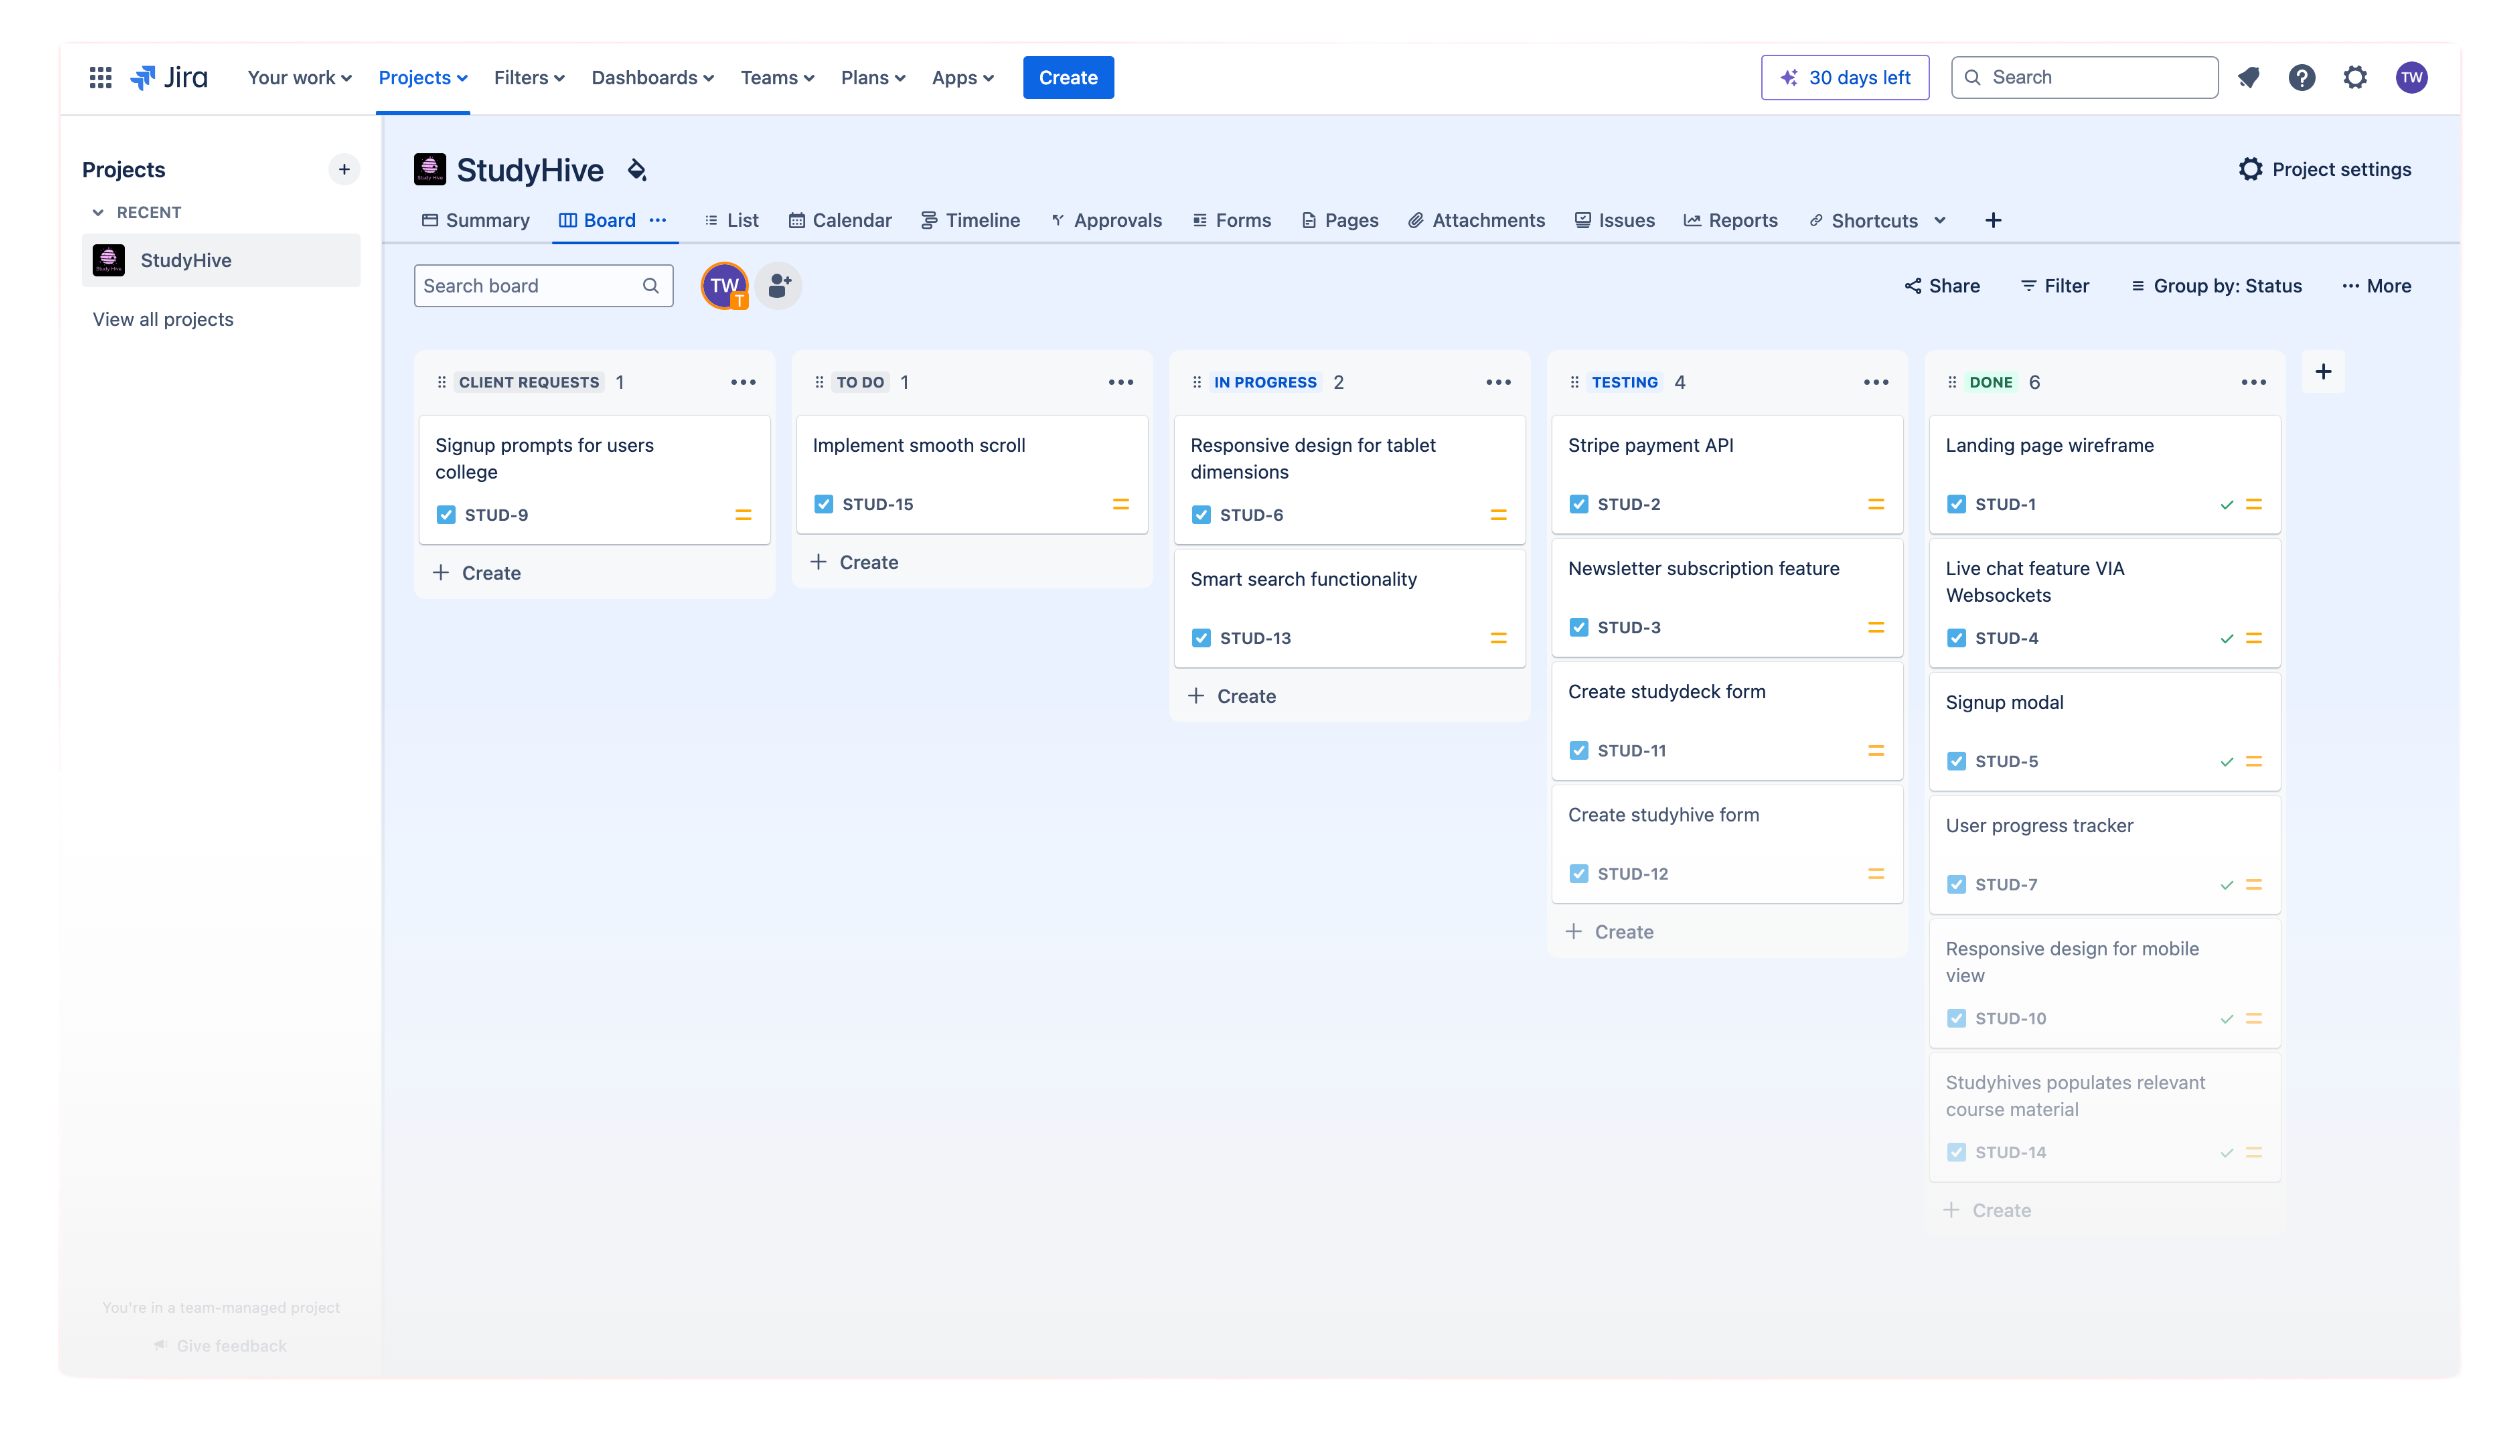 Jira
Your work
Projects
Filters
Dashboards
Teams
Plans
Apps
Create
30 days left
Search
TW
Projects
RECENT
StudyHive
View all projects
StudyHive
Project settings
Summary
Board
List
Calendar
Timeline
Approvals
Forms
Pages
Attachments
Issues
Reports
Shortcuts
Search board
TW
T
Share
Filter
Group by: Status
More
CLIENT REQUESTS 1
Signup prompts for users
college
STUD-9
Create
TO DO 1
Implement smooth scroll
STUD-15
Create
IN PROGRESS 2
Responsive design for tablet
dimensions
STUD-6
Smart search functionality
STUD-13
Create
TESTING 4
Stripe payment API
STUD-2
Newsletter subscription feature
STUD-3
Create studydeck form
STUD-11
Create studyhive form
STUD-12
Create
DONE 6
Landing page wireframe
STUD-1
Live chat feature VIA
Websockets
STUD-4
Signup modal
STUD-5
User progress tracker
STUD-7
Responsive design for mobile
view
STUD-10
Studyhives populates relevant
course material
STUD-14
Create
You're in a team-managed project
Give feedback